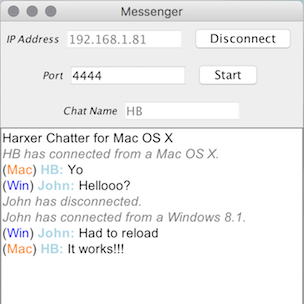 Messenger
IP Address 192.168.1.81 Disconnect
Port 4444 Start
Chat Name HB
Harxer Chatter for Mac OS X
HB has connected from a Mac OS X.
(Mac) HB: Yo
(Win) John: Hellooo?
John has disconnected.
John has connected from a Windows 8.1.
(Win) John: Had to reload
(Mac) HB: It works!!!